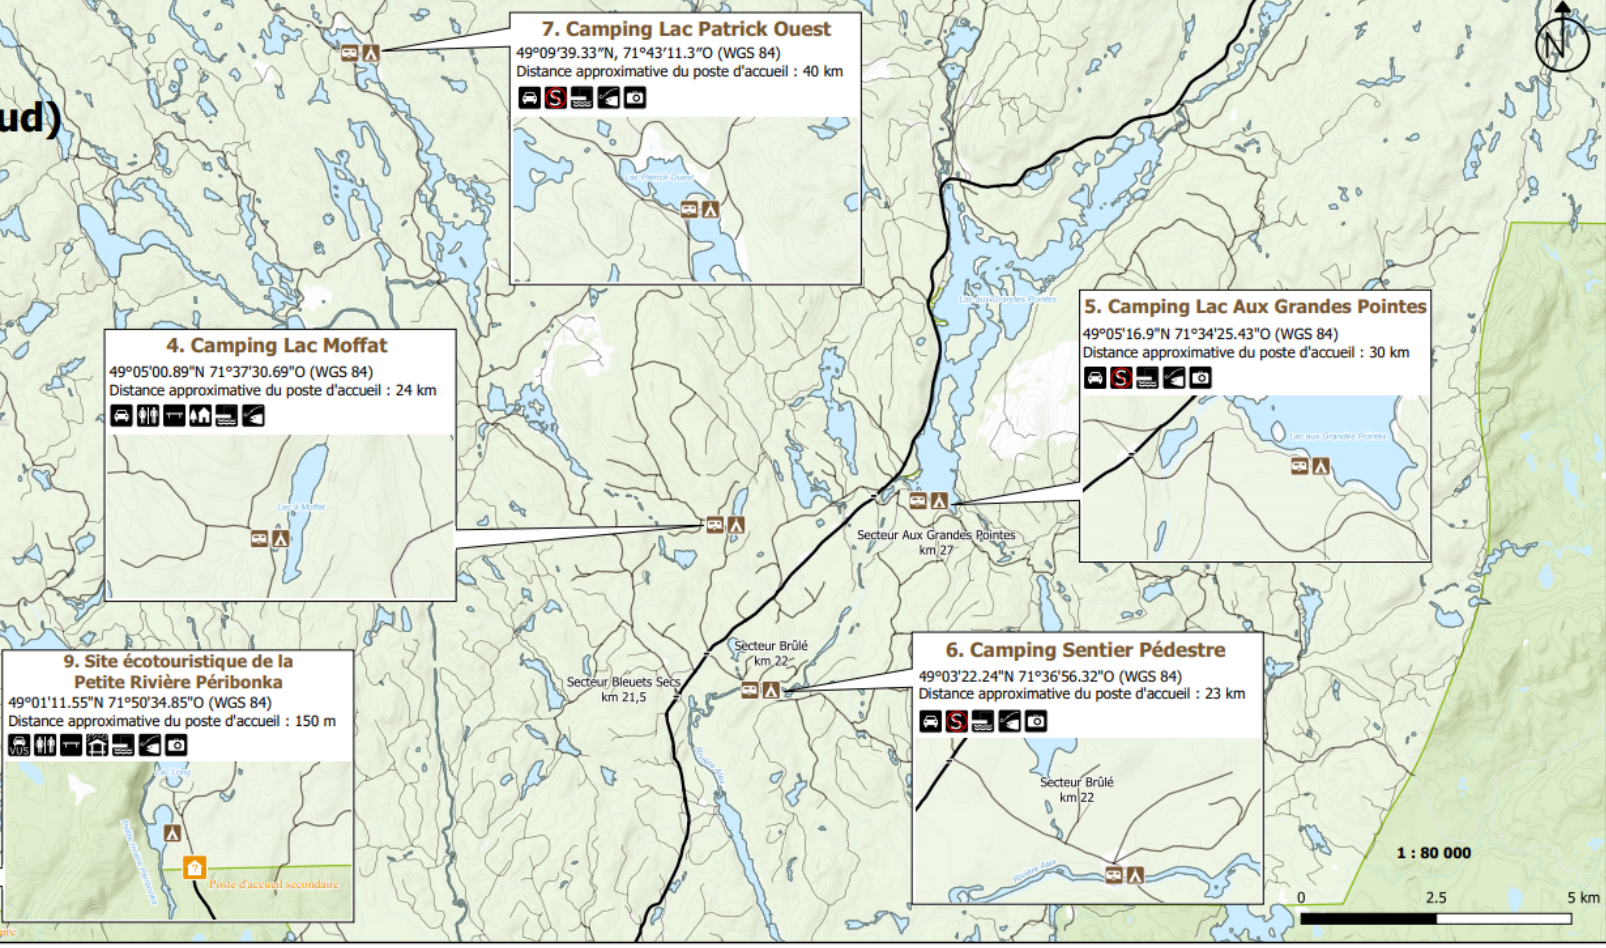 ud)
7. Camping Lac Patrick Ouest
49°09'39.33"N, 71°43'11.3"O (WGS 84)
Distance approximative du poste d'accueil : 40 km
Lac Patrick Ouest
N
Lac aux Grandes Pointes
5. Camping Lac Aux Grandes Pointes
49°05'16.9"N 71°34'25.43"O (WGS 84)
Distance approximative du poste d'accueil : 30 km
Lac aux Grandes Pointes
4. Camping Lac Moffat
49°05'00.89"N 71°37'30.69"O (WGS 84)
Distance approximative du poste d'accueil : 24 km
Lac à Moffat
Secteur Aux Grandes Pointes
km 27
Secteur Brûlé
km 22
Secteur Bleuets Secs
km 21,5
Rivière Alex
6. Camping Sentier Pédestre
49°03'22.24"N 71°36'56.32"O (WGS 84)
Distance approximative du poste d'accueil : 23 km
Secteur Brûlé
km 22
Rivière Alex
9. Site écotouristique de la
Petite Rivière Péribonka
49°01'11.55"N 71°50'34.85"O (WGS 84)
Distance approximative du poste d'accueil : 150 m
VUS
Lac Long
Petite Rivière Péribonka
?
Poste d'accueil secondaire
1 : 80 000
0 2.5 5 km